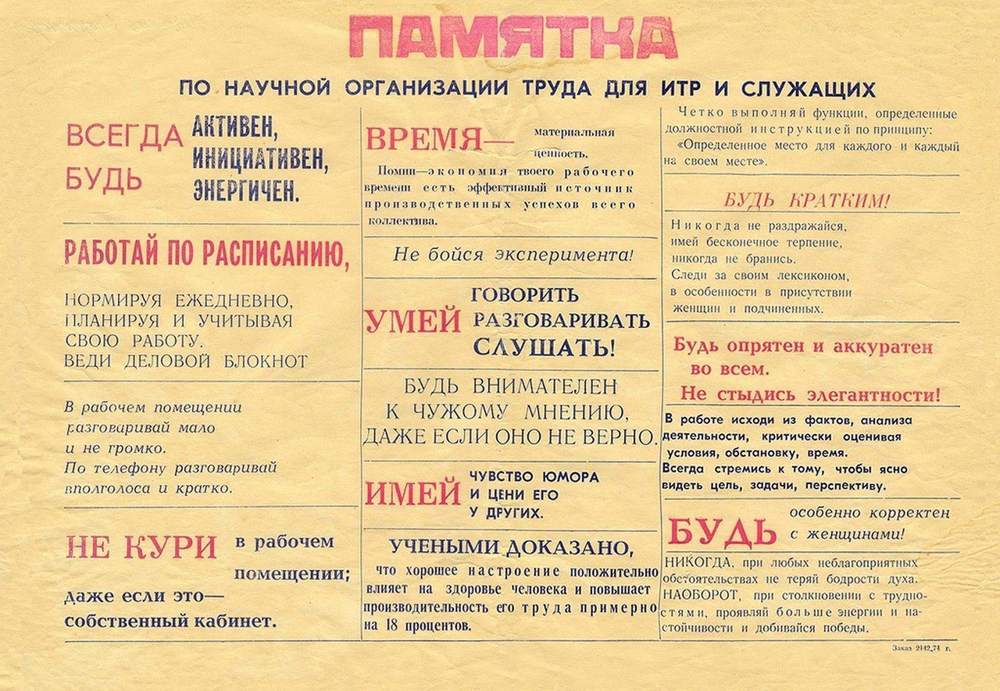 ПАМЯТКА
ПО НАУЧНОЙ ОРГАНИЗАЦИИ ТРУДА ДЛЯ ИТР И СЛУЖАЩИХ
ВСЕГДА
БУДЬ
АКТИВЕН,
ИНИЦИАТИВЕН,
ЭНЕРГИЧЕН.
РАБОТАЙ ПО РАСПИСАНИЮ,
НОРМИРУЯ ЕЖЕДНЕВНО,
ПЛАНИРУЯ И УЧИТЫВАЯ
СВОЮ РАБОТУ.
ВЕДИ ДЕЛОВОЙ БЛОКНОТ
В рабочем помещении
разговаривай мало
и не громко.
По телефону разговаривай
вполголоса и кратко.
НЕ КУРИ в рабочем
помещении;
даже если это—
собственный кабинет.
ВРЕМЯ— материальная
ценность.
Помни—экономия твоего рабочего
времени есть эффективный источник
производственных успехов всего
коллектива.
Не бойся эксперимента!
УМЕЙ
ГОВОРИТЬ
РАЗГОВАРИВАТЬ
СЛУШАТЬ!
БУДЬ ВНИМАТЕЛЕН
К ЧУЖОМУ МНЕНИЮ,
ДАЖЕ ЕСЛИ ОНО НЕ ВЕРНО.
ИМЕЙ
ЧУВСТВО ЮМОРА
И ЦЕНИ ЕГО
У ДРУГИХ.
УЧЕНЫМИ ДОКАЗАНО,
что хорошее настроение положительно
влияет на здоровье человека и повышает
производительность его труда примерно
на 18 процентов.
Четко выполняй функции, определенные
должностной инструкцией по принципу:
«Определенное место для каждого и каждый
на своем месте».
БУДЬ КРАТКИМ!
Никогда не раздражайся,
имей бесконечное терпение,
никогда не бранись.
Следи за своим лексиконом,
в особенности в присутствии
женщин и подчиненных.
Будь опрятен и аккуратен
во всем.
Не стыдись элегантности!
В работе исходи из фактов, анализа
деятельности, критически оценивая
условия, обстановку, время.
Всегда стремись к тому, чтобы ясно
видеть цель, задачи, перспективу.
БУДЬ
особенно корректен
с женщинами!
НИКОГДА, при любых неблагоприятных
обстоятельствах не теряй бодрости духа.
НАОБОРОТ, при столкновении с трудно-
стями, проявляй больше энергии и на-
стойчивости и добивайся победы.
Заказ 2142,74 г.